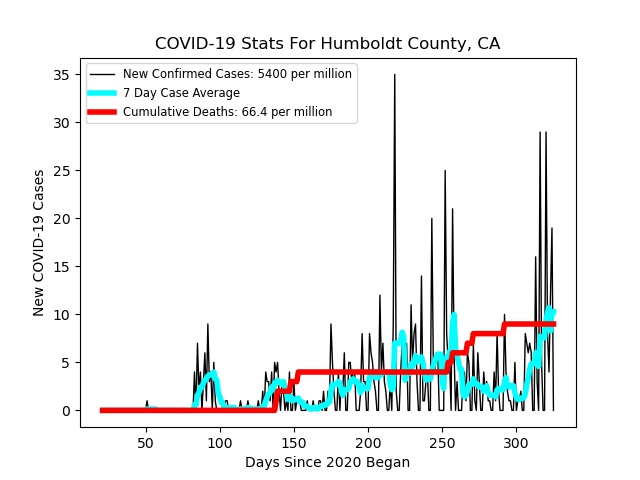 COVID-19 Stats For Humboldt County, CA
New Confirmed Cases: 5400 per million
7 Day Case Average
Cumulative Deaths: 66.4 per million
New COVID-19 Cases
35
30
25
20
15
10
5
0
50 100 150 200 250 300
Days Since 2020 Began